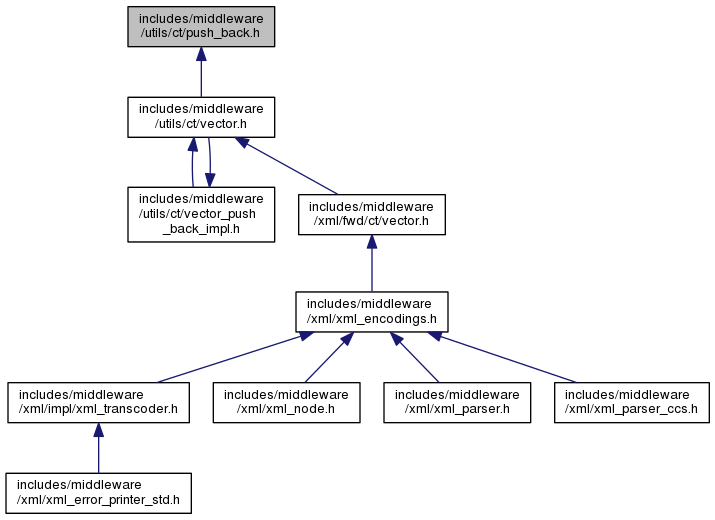 includes/middleware
/utils/ct/push_back.h
includes/middleware
/utils/ct/vector.h
includes/middleware
/utils/ct/vector_push
_back_impl.h
includes/middleware
/xml/fwd/ct/vector.h
includes/middleware
/xml/xml_encodings.h
includes/middleware
/xml/impl/xml_transcoder.h
includes/middleware
/xml/xml_node.h
includes/middleware
/xml/xml_parser.h
includes/middleware
/xml/xml_parser_ccs.h
includes/middleware
/xml/xml_error_printer_std.h